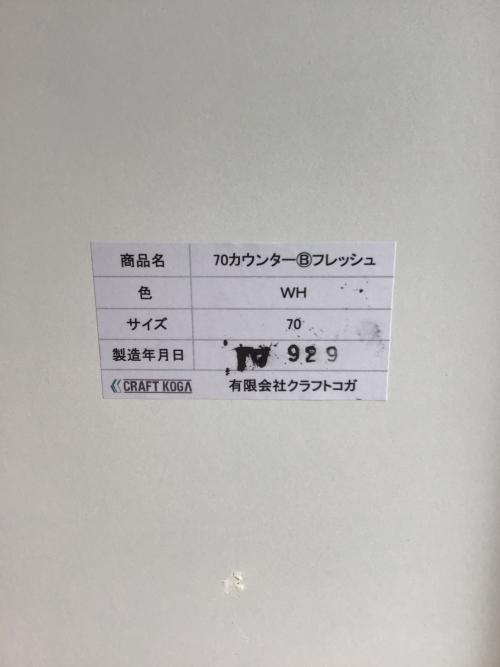 商品名 70カウンターⒷフレッシュ
色 WH
サイズ 70
製造年月日 929
CRAFT KOGA 有限会社クラフトコガ